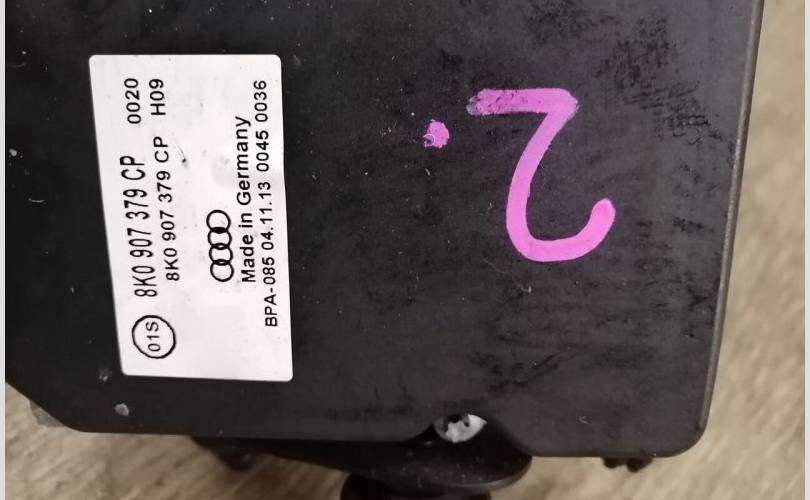 8K0 907 379 CP 0020
8K0 907 379 CP H09
Made in Germany
BPA-085 04.11.13 0045 0036
01S
2.